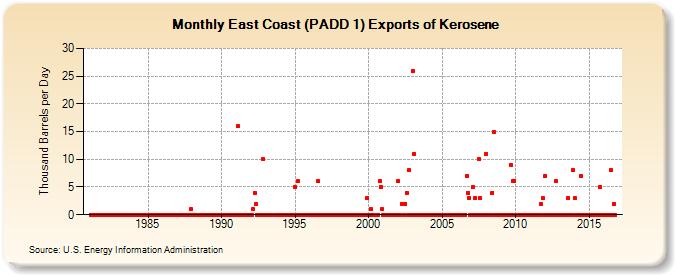 Monthly East Coast (PADD 1) Exports of Kerosene
Thousand Barrels per Day
30
25
20
15
10
5
0
1985 1990 1995 2000 2005 2010 2015
Source: U.S. Energy Information Administration